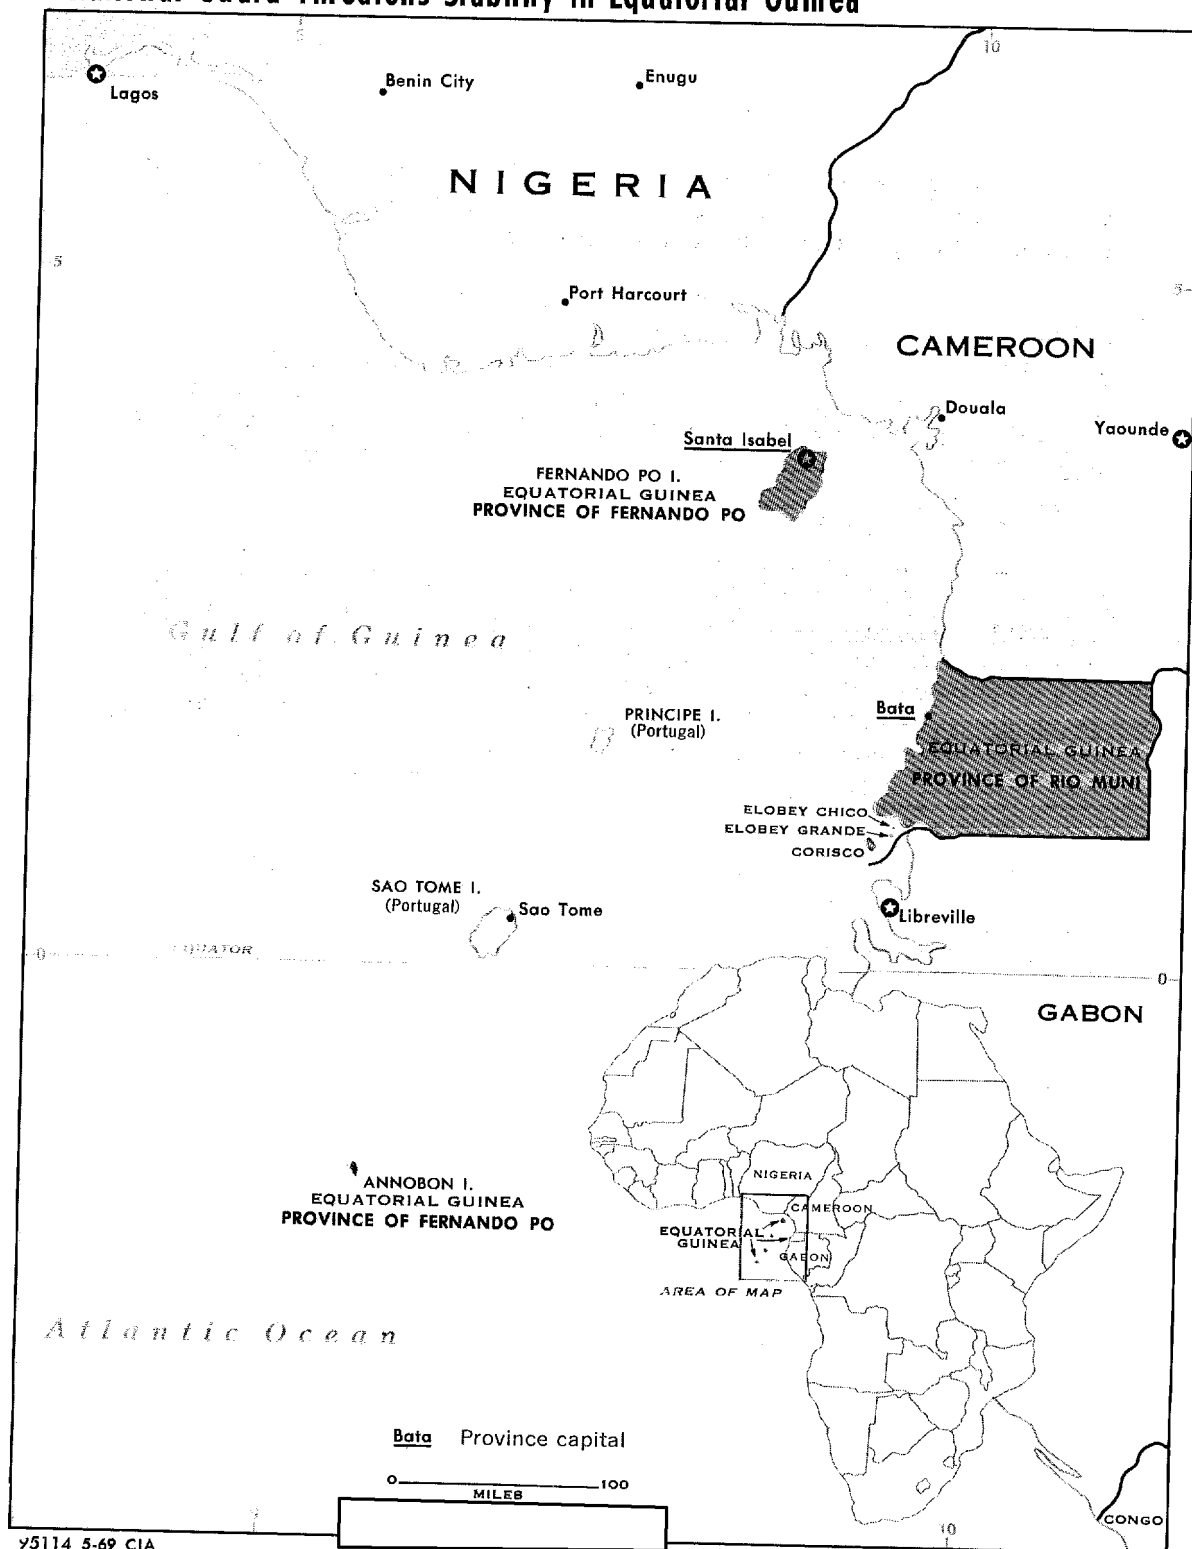 Threatens Stability in Equatorial Guinea
5
10
Lagos
Benin City
Enugu
NIGERIA
5
5
Port Harcourt
CAMEROON
Douala
Yaounde
Santa Isabel
FERNANDO PO I.
EQUATORIAL GUINEA
PROVINCE OF FERNANDO PO
Gulf of Guinea
PRINCIPE I.
(Portugal)
Bata
EQUATORIAL GUINEA
PROVINCE OF RIO MUNI
ELOBEY CHICO
ELOBEY GRANDE
CORISCO
SAO TOME I.
(Portugal)
Sao Tome
Libreville
0
EQUATOR
0
GABON
NIGERIA
CAMEROON
EQUATORIAL
GUINEA
GABON
AREA OF MAP
ANNOBON I.
EQUATORIAL GUINEA
PROVINCE OF FERNANDO PO
Atlantic Ocean
Bata Province capital
0 100
MILES
10
CONGO
95114 5-69 CIA